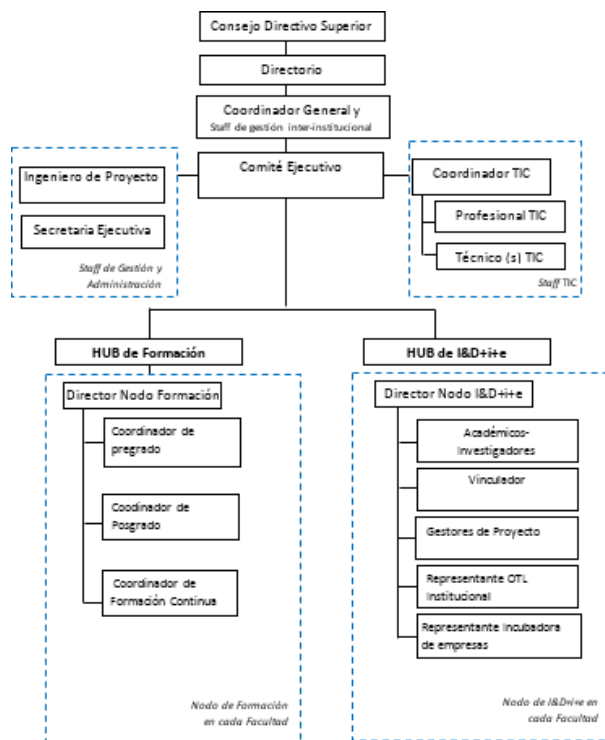 Consejo Directivo Superior
Directorio
Coordinador General y
Staff de gestión inter-institucional
Comité Ejecutivo
Ingeniero de Proyecto
Secretaria Ejecutiva
Staff de Gestión y
Administración
Coordinador TIC
Profesional TIC
Técnico (s) TIC
Staff TIC
HUB de Formación
Director Nodo Formación
Coordinador de
pregrado
Coodinador de
Posgrado
Coordinador de
Formación Continua
Nodo de Formación
en cada Facultad
HUB de I&D+i+e
Director Nodo I&D+i+e
Académicos-
Investigadores
Vinculador
Gestores de Proyecto
Representante OTL
Institucional
Representante Incubadora
de empresas
Nodo de I&D+i+e en
cada Facultad